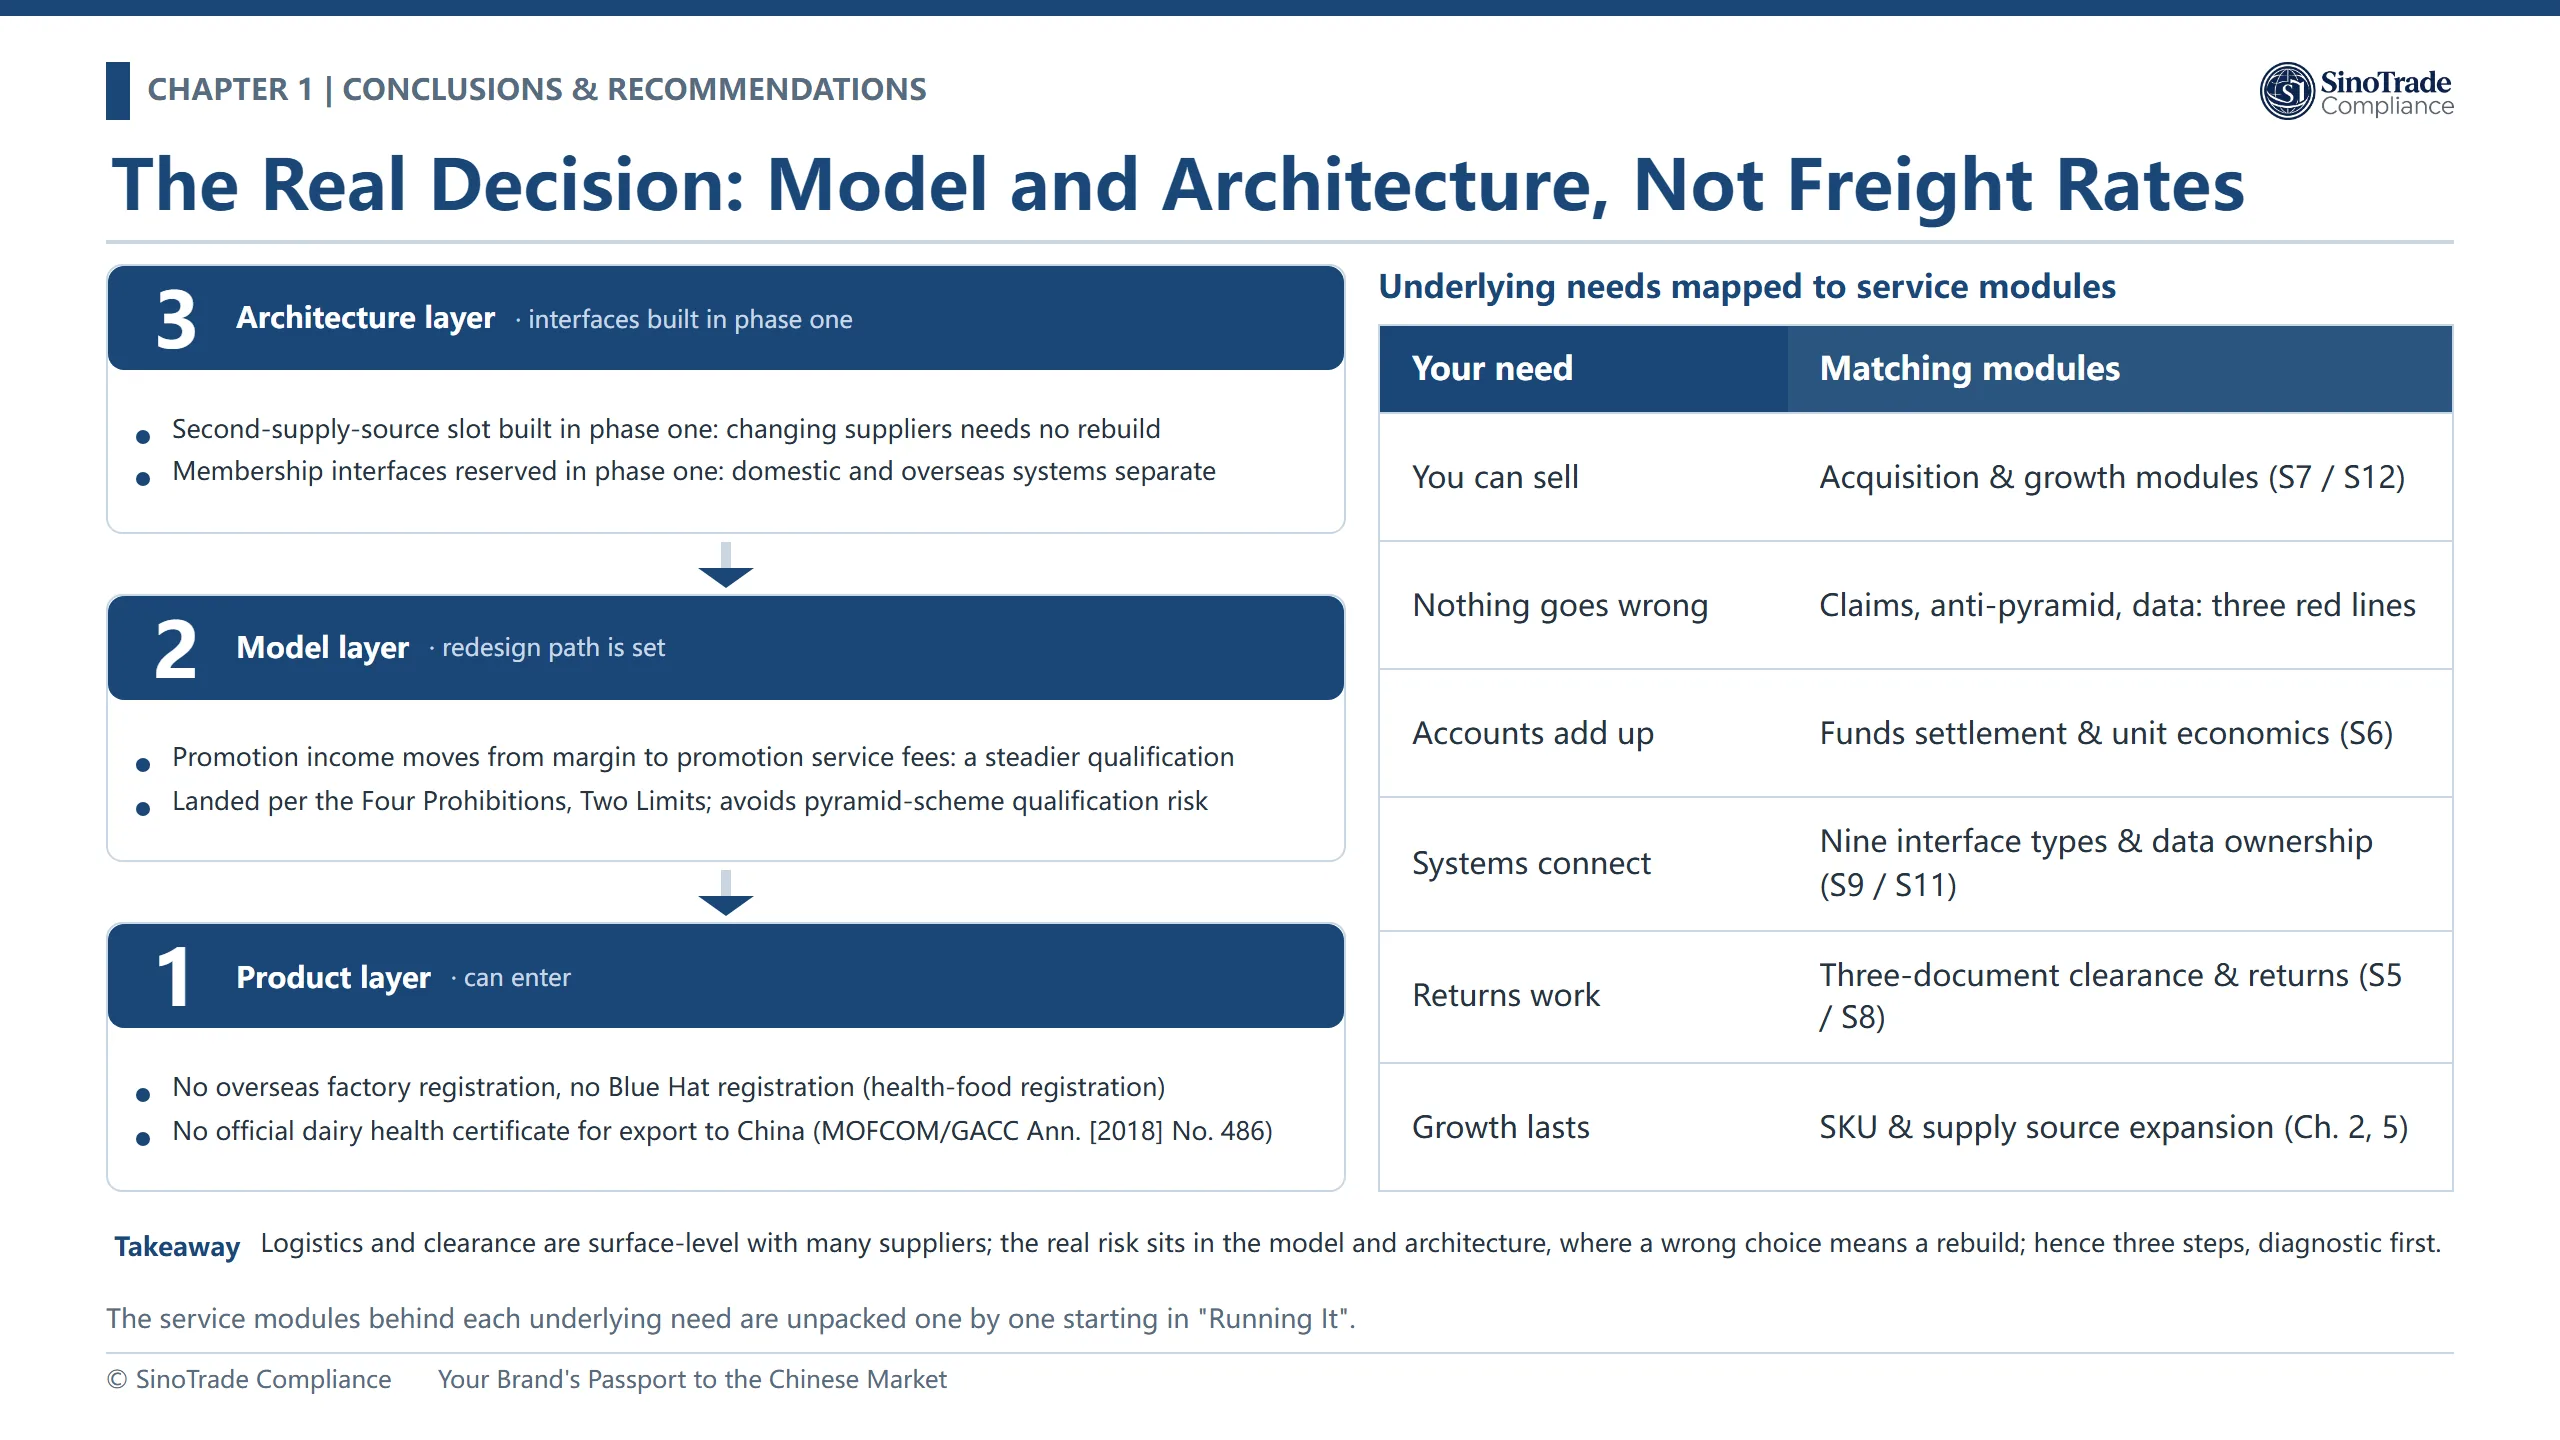 CHAPTER 1 | CONCLUSIONS & RECOMMENDATIONS
SinoTrade
Compliance
The Real Decision: Model and Architecture, Not Freight Rates
3
Architecture layer · interfaces built in phase one
Second-supply-source slot built in phase one: changing suppliers needs no rebuild
Membership interfaces reserved in phase one: domestic and overseas systems separate
2
Model layer · redesign path is set
Promotion income moves from margin to promotion service fees: a steadier qualification
Landed per the Four Prohibitions, Two Limits; avoids pyramid-scheme qualification risk
1
Product layer · can enter
No overseas factory registration, no Blue Hat registration (health-food registration)
No official dairy health certificate for export to China (MOFCOM/GACC Ann. [2018] No. 486)
Underlying needs mapped to service modules
Your need
Matching modules
You can sell
Acquisition & growth modules (S7 / S12)
Nothing goes wrong
Claims, anti-pyramid, data: three red lines
Accounts add up
Funds settlement & unit economics (S6)
Systems connect
Nine interface types & data ownership
(S9 / S11)
Returns work
Three-document clearance & returns (S5
/ S8)
Growth lasts
SKU & supply source expansion (Ch. 2, 5)
Takeaway Logistics and clearance are surface-level with many suppliers; the real risk sits in the model and architecture, where a wrong choice means a rebuild; hence three steps, diagnostic first.
The service modules behind each underlying need are unpacked one by one starting in "Running It".
© SinoTrade Compliance Your Brand's Passport to the Chinese Market